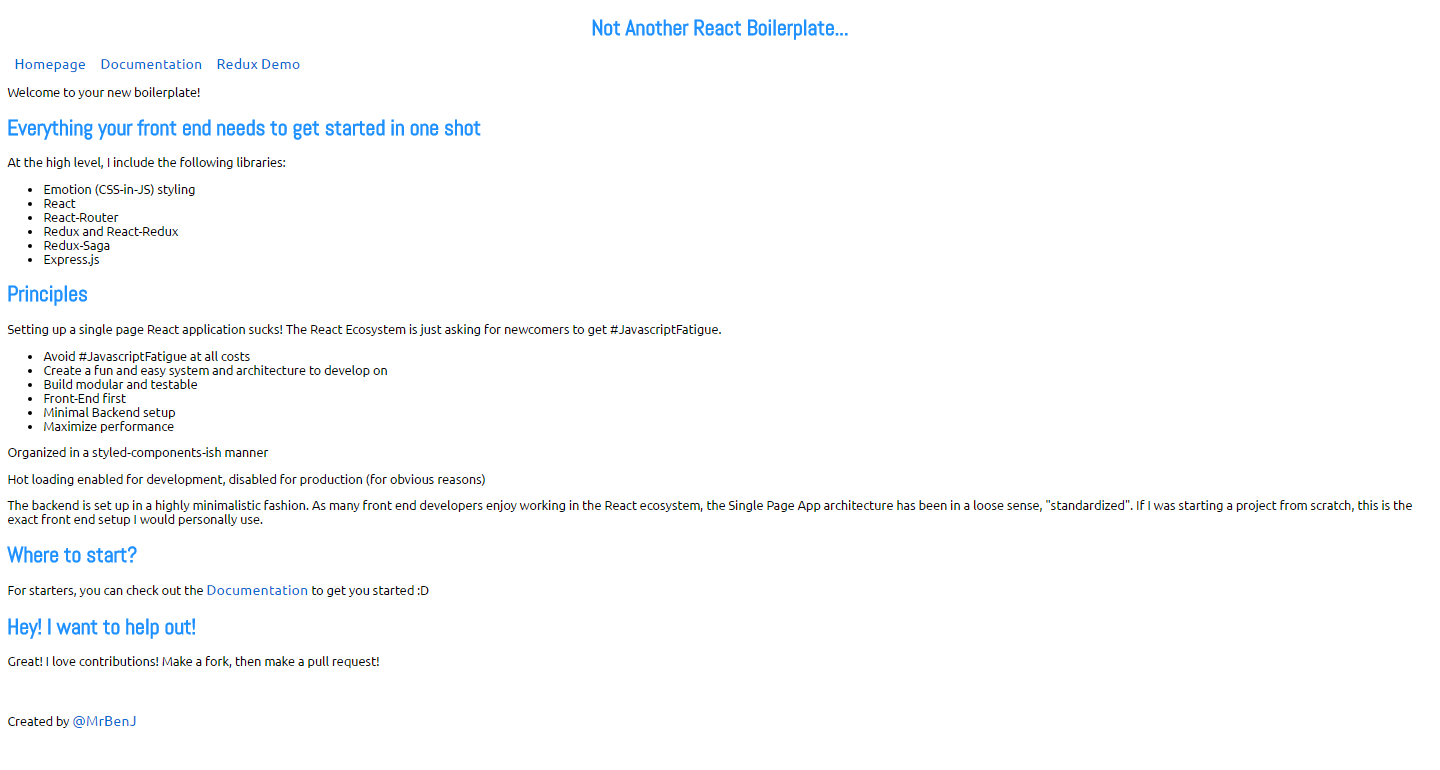 Not Another React Boilerplate...
Homepage Documentation Redux Demo
Welcome to your new boilerplate!
Everything your front end needs to get started in one shot
At the high level, I include the following libraries:
Emotion (CSS-in-JS) styling
React
React-Router
Redux and React-Redux
Redux-Saga
Express.js
Principles
Setting up a single page React application sucks! The React Ecosystem is just asking for newcomers to get #JavascriptFatigue.
Avoid #JavascriptFatigue at all costs
Create a fun and easy system and architecture to develop on
Build modular and testable
Front-End first
Minimal Backend setup
Maximize performance
Organized in a styled-components-ish manner
Hot loading enabled for development, disabled for production (for obvious reasons)
The backend is set up in a highly minimalistic fashion. As many front end developers enjoy working in the React ecosystem, the Single Page App architecture has been in a loose sense, "standardized". If I was starting a project from scratch, this is the
exact front end setup I would personally use.
Where to start?
For starters, you can check out the Documentation to get you started :D
Hey! I want to help out!
Great! I love contributions! Make a fork, then make a pull request!
Created by @MrBenJ